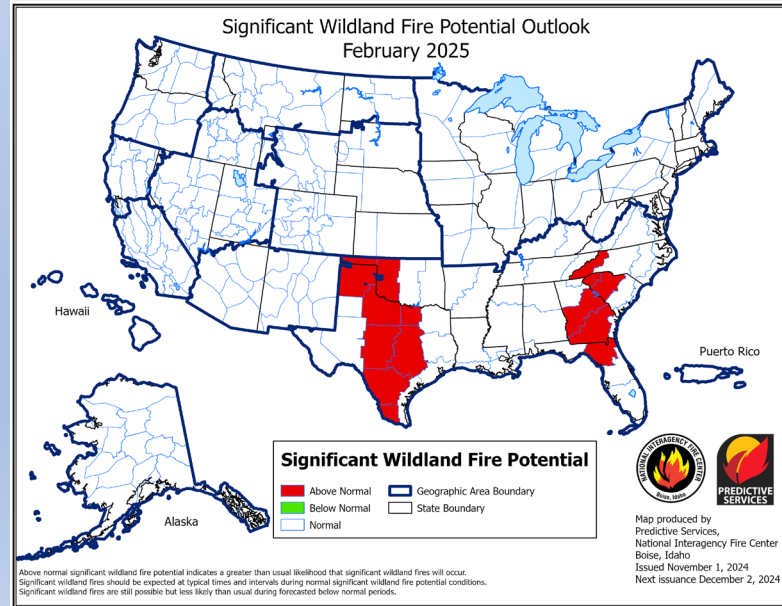 Significant Wildland Fire Potential Outlook
February 2025
Hawaii
Puerto Rico
Alaska
Significant Wildland Fire Potential
Above Normal
Geographic Area Boundary
Below Normal
State Boundary
Normal
NATIONAL INTERAGENCY FIRE CENTER
Boise, Idaho
PREDICTIVE
SERVICES
Map produced by
Predictive Services,
National Interagency Fire Center
Boise, Idaho
Issued November 1, 2024
Next issuance December 2, 2024
Above normal significant wildland fire potential indicates a greater than usual likelihood that significant wildland fires will occur.
Significant wildland fires should be expected at typical times and intervals during normal significant wildland fire potential conditions.
Significant wildland fires are still possible but less likely than usual during forecasted below normal periods.